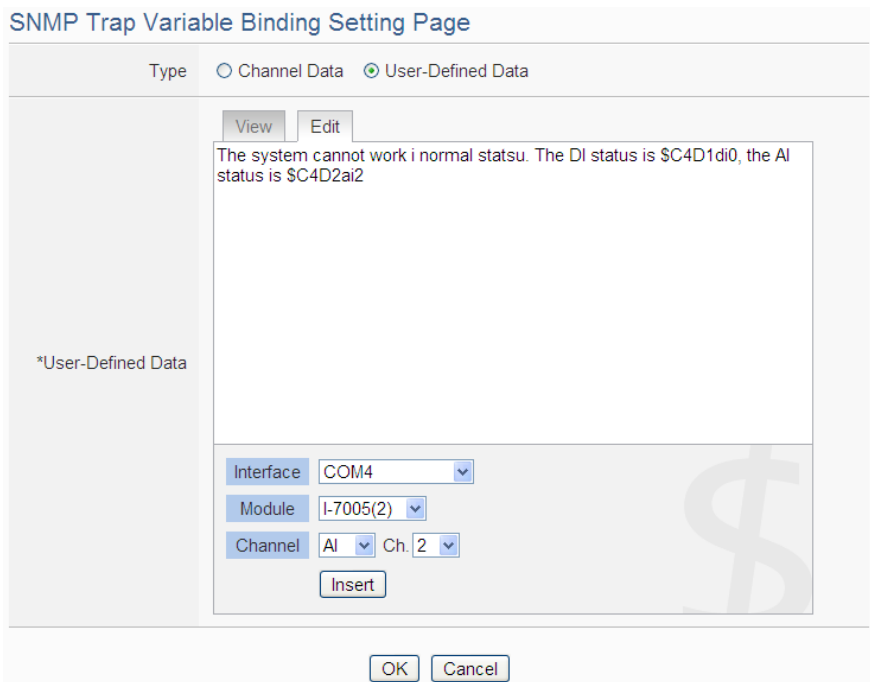 SNMP Trap Variable Binding Setting Page
Type Channel Data User-Defined Data
View Edit
The system cannot work i normal statsu. The DI status is $C4D1di0, the AI
status is $C4D2ai2
*User-Defined Data
Interface COM4
Module I-7005(2)
Channel AI Ch. 2
Insert
$
OK Cancel